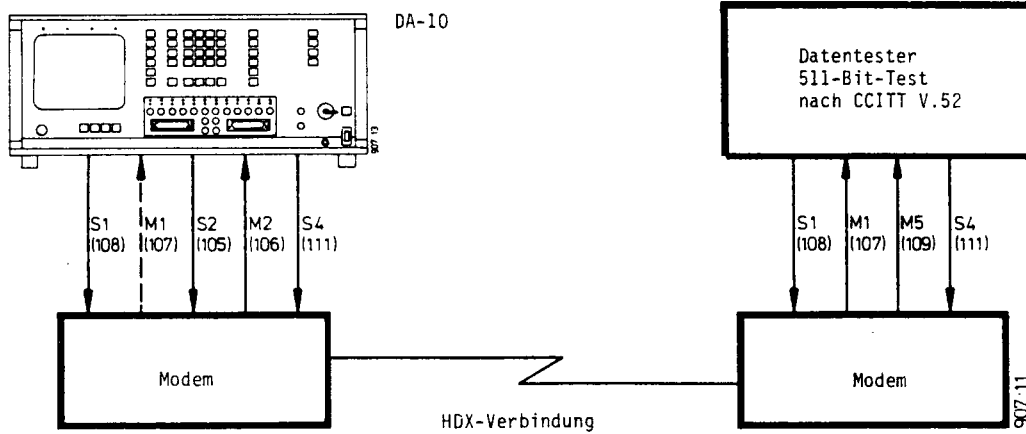 DA-10
907 13
Datentester
511-Bit-Test
nach CCITT V.52
S1
(108)
M1
(107)
S2
(105)
M2
(106)
S4
(111)
S1
(108)
M1
(107)
M5
(109)
S4
(111)
Modem
HDX-Verbindung
Modem
907·11